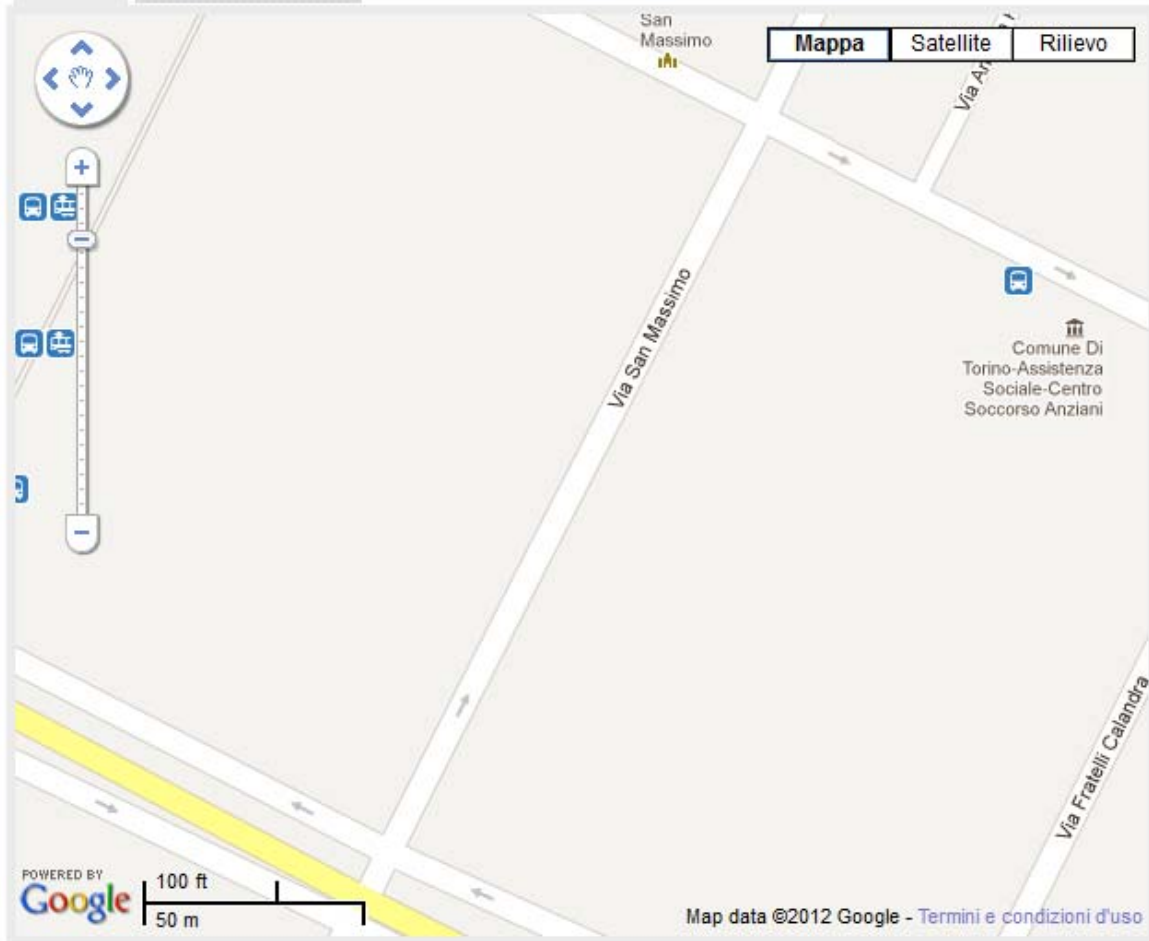 San
Massimo
Mappa
Satellite
Rilievo
Via
Via San Massimo
Comune Di
Torino-Assistenza
Sociale-Centro
Soccorso Anziani
Via Fratelli Calandra
POWERED BY
Google
100 ft
50 m
Map data ©2012 Google - Termini e condizioni d'uso